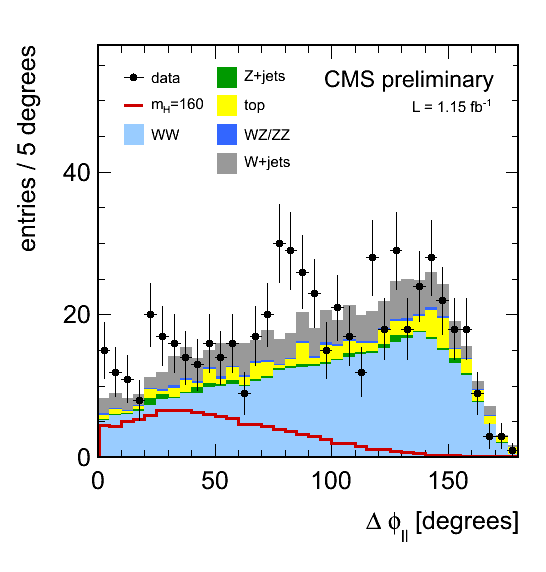 CMS preliminary
L = 1.15 fb⁻¹
data
m_H=160
WW
Z+jets
top
WZ/ZZ
W+jets
entries / 5 degrees
40
20
0
0 50 100 150
Δ ϕ_ll [degrees]